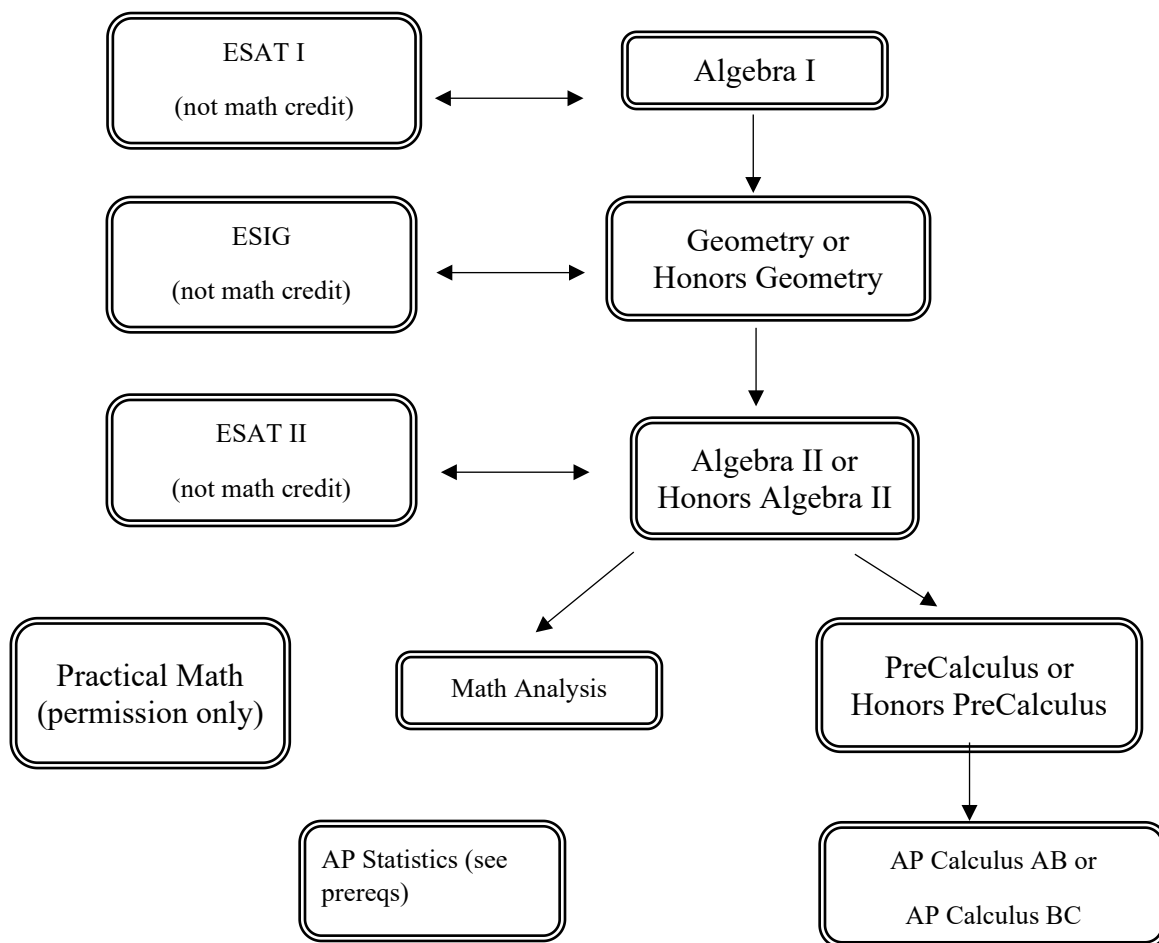 ESAT I
(not math credit)
Algebra I
ESIG
(not math credit)
Geometry or
Honors Geometry
ESAT II
(not math credit)
Algebra II or
Honors Algebra II
Practical Math
(permission only)
Math Analysis
PreCalculus or
Honors PreCalculus
AP Statistics (see
prereqs)
AP Calculus AB or
AP Calculus BC